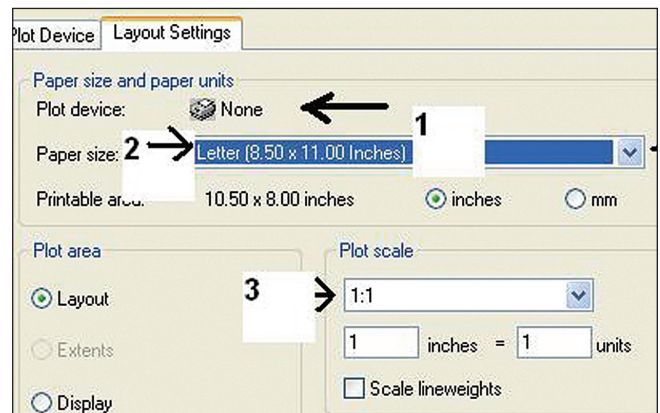 Plot Device Layout Settings
Paper size and paper units
Plot device: None
1
Paper size: 2 Letter (8.50 x 11.00 Inches)
Printable area: 10.50 x 8.00 inches inches mm
Plot area Plot scale
Layout 3 1:1
Extents 1 inches = 1 units
Display Scale lineweights